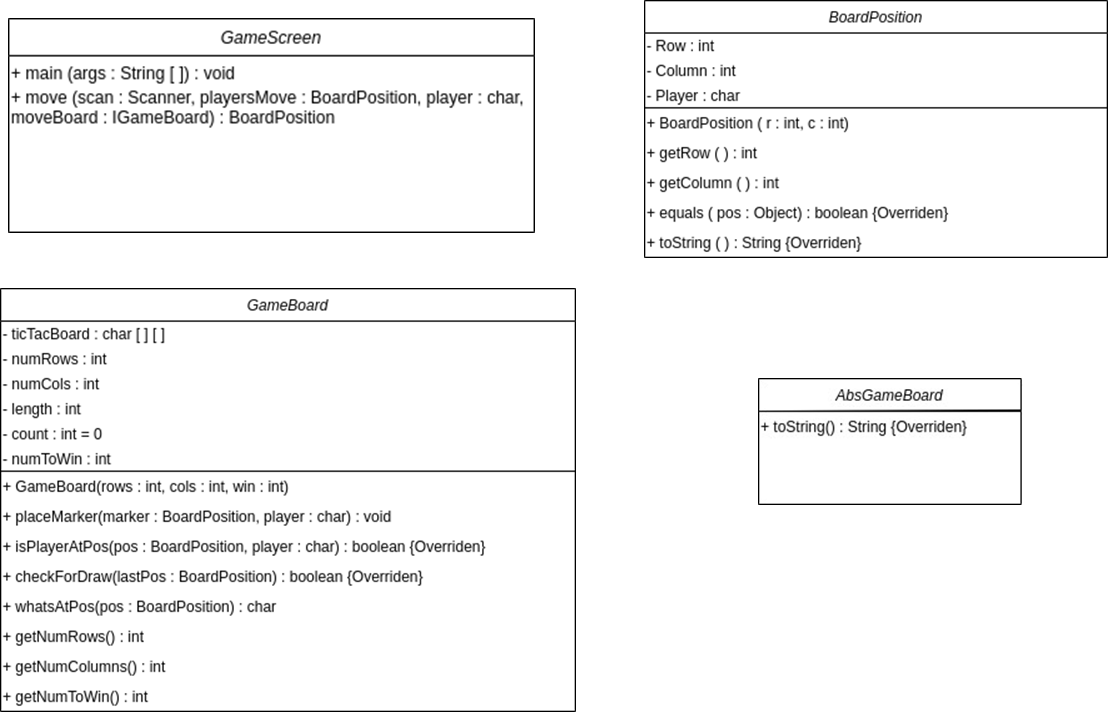 GameScreen
+ main (args : String [ ]) : void
+ move (scan : Scanner, playersMove : BoardPosition, player : char,
moveBoard : IGameBoard) : BoardPosition
BoardPosition
- Row : int
- Column : int
- Player : char
+ BoardPosition ( r : int, c : int)
+ getRow ( ) : int
+ getColumn ( ) : int
+ equals ( pos : Object) : boolean {Overriden}
+ toString ( ) : String {Overriden}
GameBoard
- ticTacBoard : char [ ] [ ]
- numRows : int
- numCols : int
- length : int
- count : int = 0
- numToWin : int
+ GameBoard(rows : int, cols : int, win : int)
+ placeMarker(marker : BoardPosition, player : char) : void
+ isPlayerAtPos(pos : BoardPosition, player : char) : boolean {Overriden}
+ checkForDraw(lastPos : BoardPosition) : boolean {Overriden}
+ whatsAtPos(pos : BoardPosition) : char
+ getNumRows() : int
+ getNumColumns() : int
+ getNumToWin() : int
AbsGameBoard
+ toString() : String {Overriden}